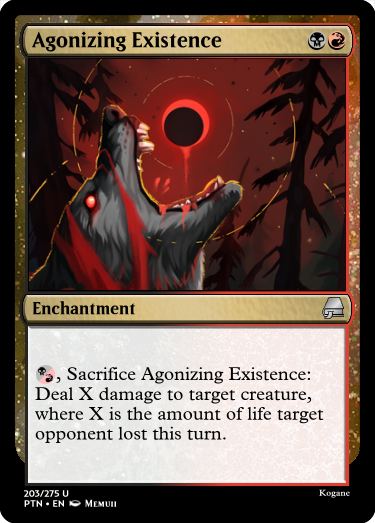 Agonizing Existence
Enchantment
, Sacrifice Agonizing Existence:
Deal X damage to target creature,
where X is the amount of life target
opponent lost this turn.
203/275 U
Kogane
PTN • EN Memuii